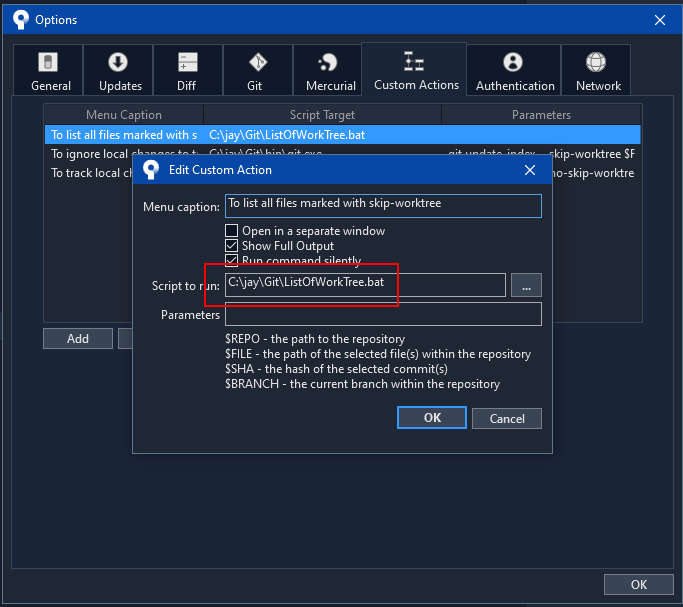 Options
General
Updates
Diff
Git
Mercurial
Custom Actions
Authentication
Network
Menu Caption Script Target Parameters
To list all files marked with s C:\jay\Git\ListOfWorkTree.bat
To ignore local changes to t C:\jay\Git\bin\git.exe git update-index --skip-worktree $F
To track local ch no-skip-worktre
Edit Custom Action
Menu caption: To list all files marked with skip-worktree
Open in a separate window
Show Full Output
Run command silently
Script to run: C:\jay\Git\ListOfWorkTree.bat ...
Parameters
$REPO - the path to the repository
$FILE - the path of the selected file(s) within the repository
$SHA - the hash of the selected commit(s)
$BRANCH - the current branch within the repository
Add
OK Cancel
OK